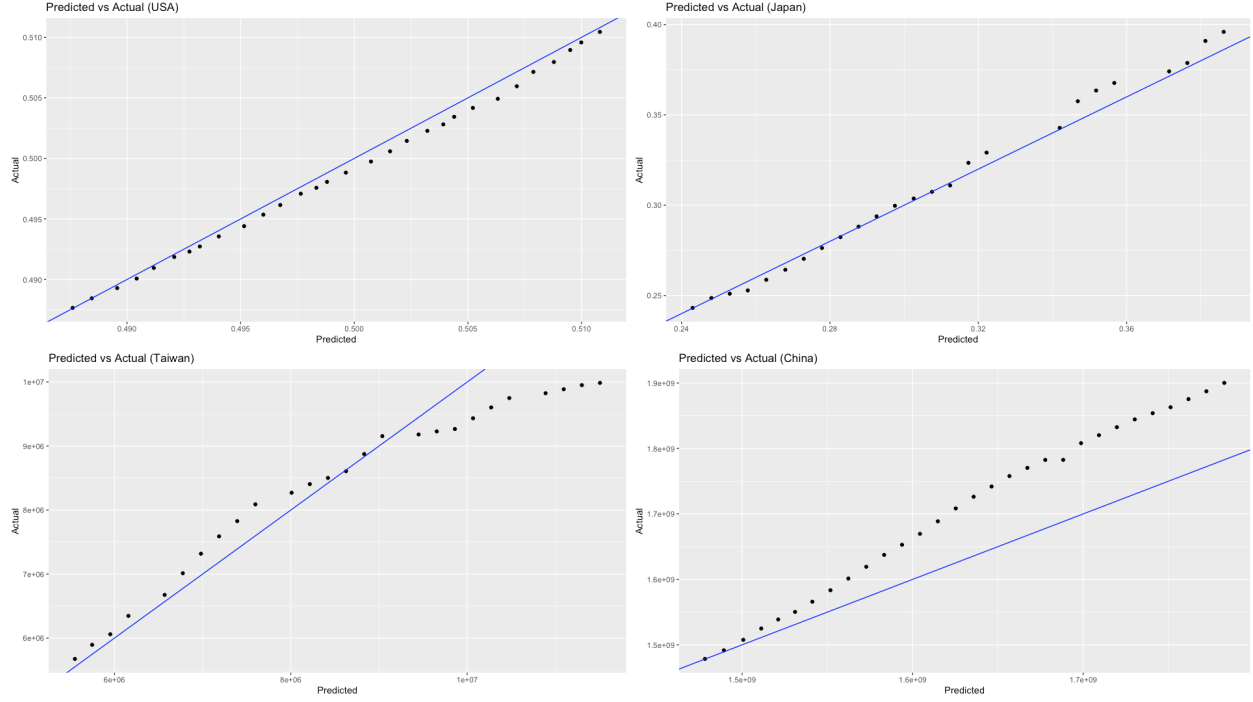 Predicted vs Actual (USA)
Actual
0.510
0.505
0.500
0.495
0.490
0.490
0.495
0.500
0.505
0.510
Predicted
Predicted vs Actual (Japan)
Actual
0.40
0.35
0.30
0.25
0.24
0.28
0.32
0.36
Predicted
Predicted vs Actual (Taiwan)
Actual
1e+07
9e+06
8e+06
7e+06
6e+06
6e+06
8e+06
1e+07
Predicted
Predicted vs Actual (China)
Actual
1.9e+09
1.8e+09
1.7e+09
1.6e+09
1.5e+09
1.5e+09
1.6e+09
1.7e+09
Predicted